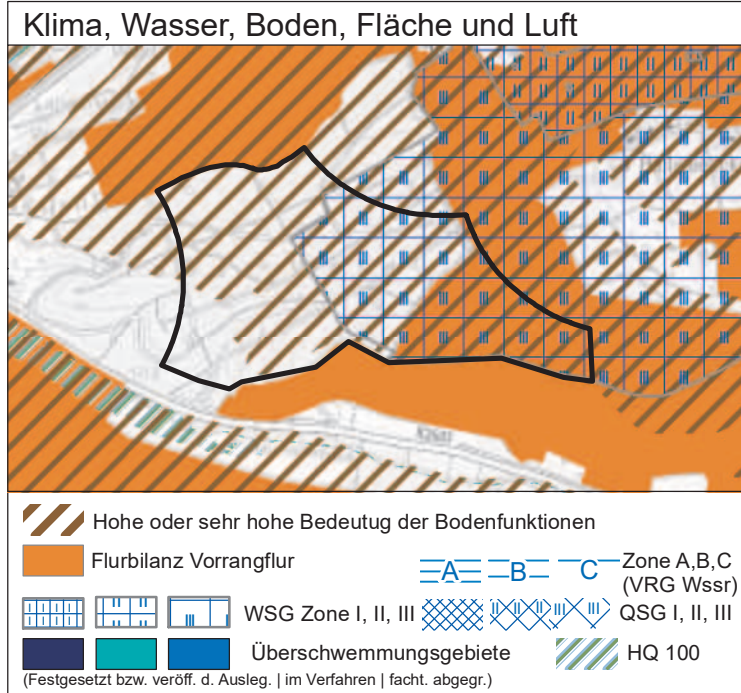 Klima, Wasser, Boden, Fläche und Luft
Hohe oder sehr hohe Bedeutug der Bodenfunktionen
Flurbilanz Vorrangflur
A B C Zone A,B,C
(VRG Wssr)
WSG Zone I, II, III
QSG I, II, III
Überschwemmungsgebiete
HQ 100
(Festgesetzt bzw. veröff. d. Ausleg. | im Verfahren | facht. abgegr.)